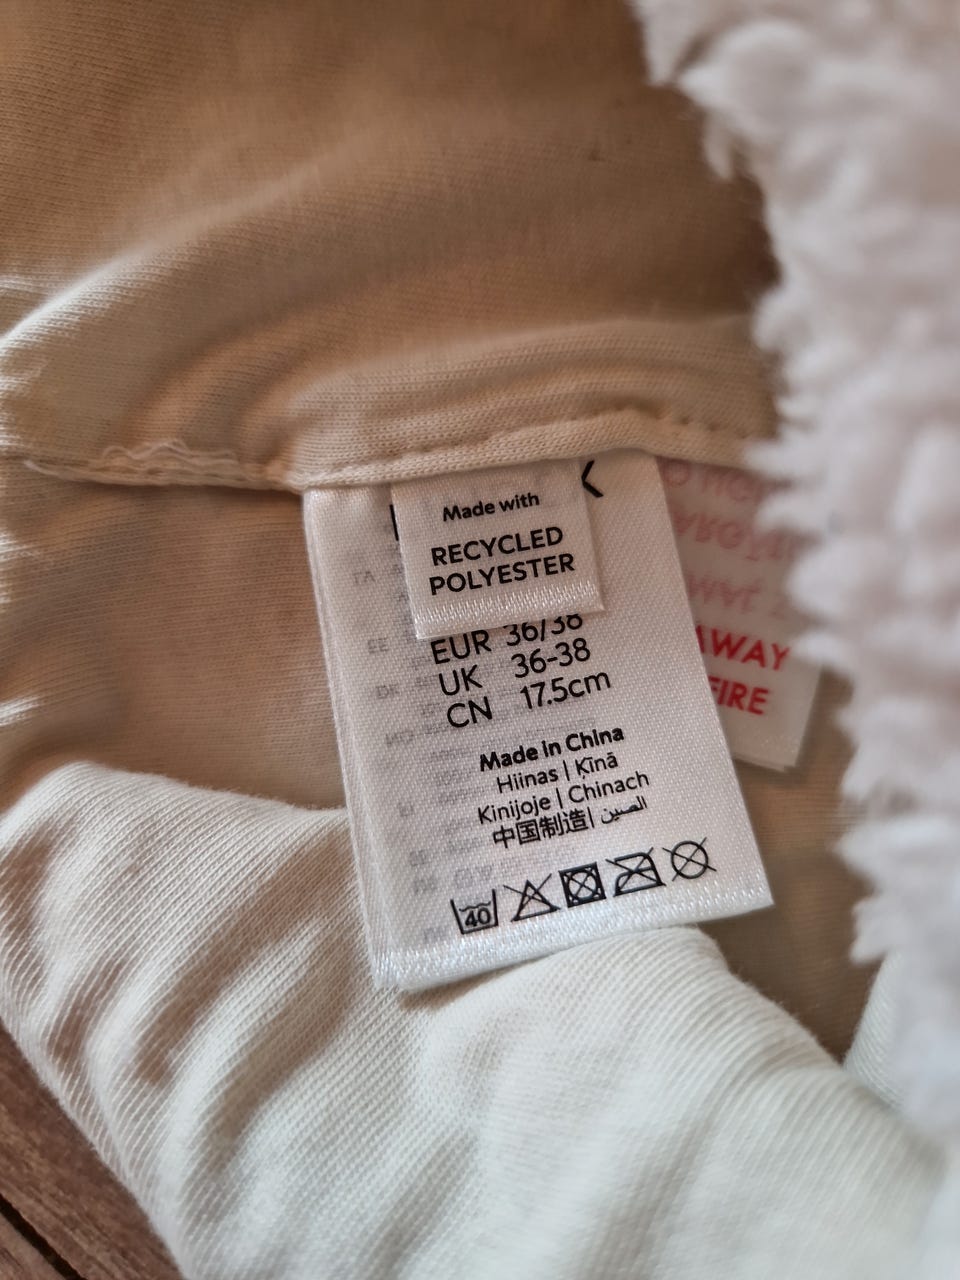 Made with
RECYCLED
POLYESTER
EUR 36/38
UK 36-38
CN 17.5cm
Made in China
Hiinas | Ķīnā
Kinijoje | Chinach
中国制造| الصين
40
AWAY
FIRE